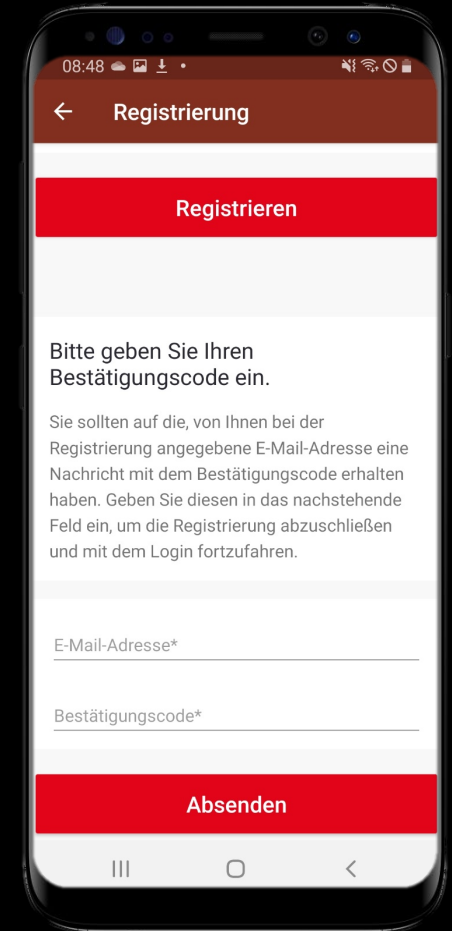 08:48
Registrierung
Registrieren
Bitte geben Sie Ihren
Bestätigungscode ein.
Sie sollten auf die, von Ihnen bei der
Registrierung angegebene E-Mail-Adresse eine
Nachricht mit dem Bestätigungscode erhalten
haben. Geben Sie diesen in das nachstehende
Feld ein, um die Registrierung abzuschließen
und mit dem Login fortzufahren.
E-Mail-Adresse*
Bestätigungscode*
Absenden